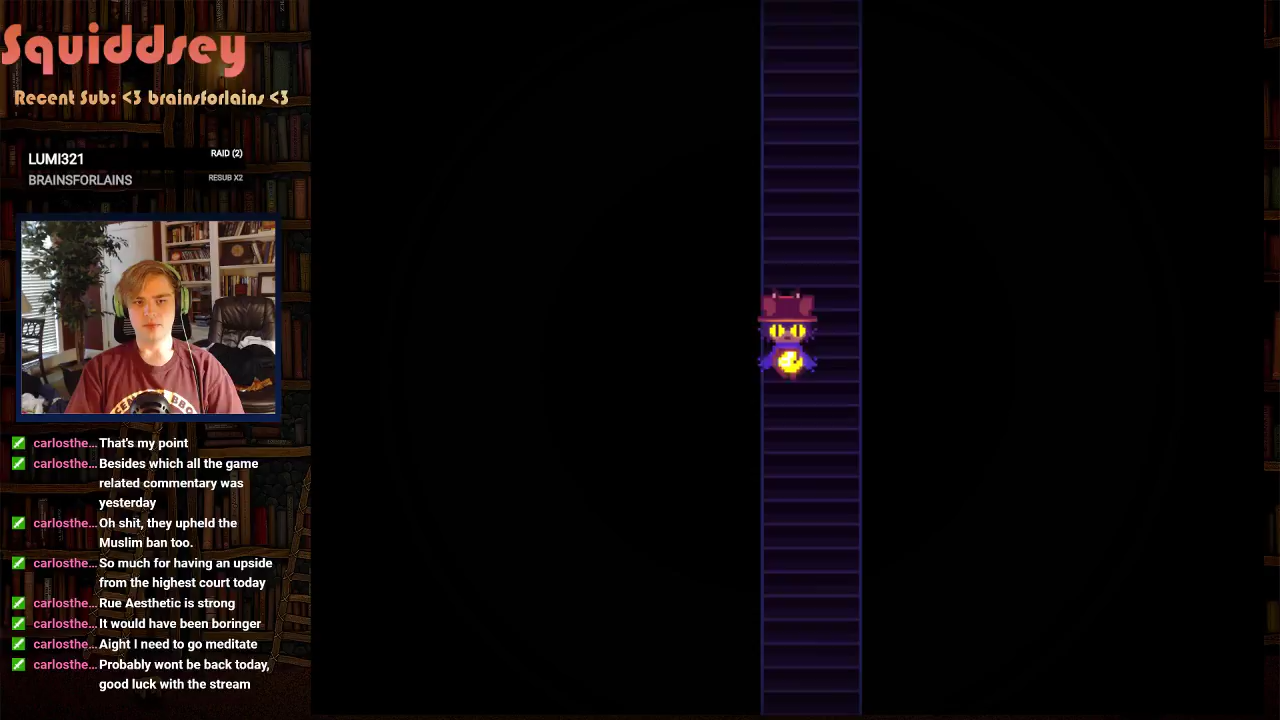 Squiddsey
Recent Sub: <3 brainsforlains <3
LUMI321 RAID (2)
BRAINSFORLAINS RESUB X2
carlosthe... That's my point
carlosthe... Besides which all the game
related commentary was
yesterday
carlosthe... Oh shit, they upheld the
Muslim ban too.
carlosthe... So much for having an upside
from the highest court today
carlosthe... Rue Aesthetic is strong
carlosthe... It would have been boringer
carlosthe... Aight I need to go meditate
carlosthe... Probably wont be back today,
good luck with the stream